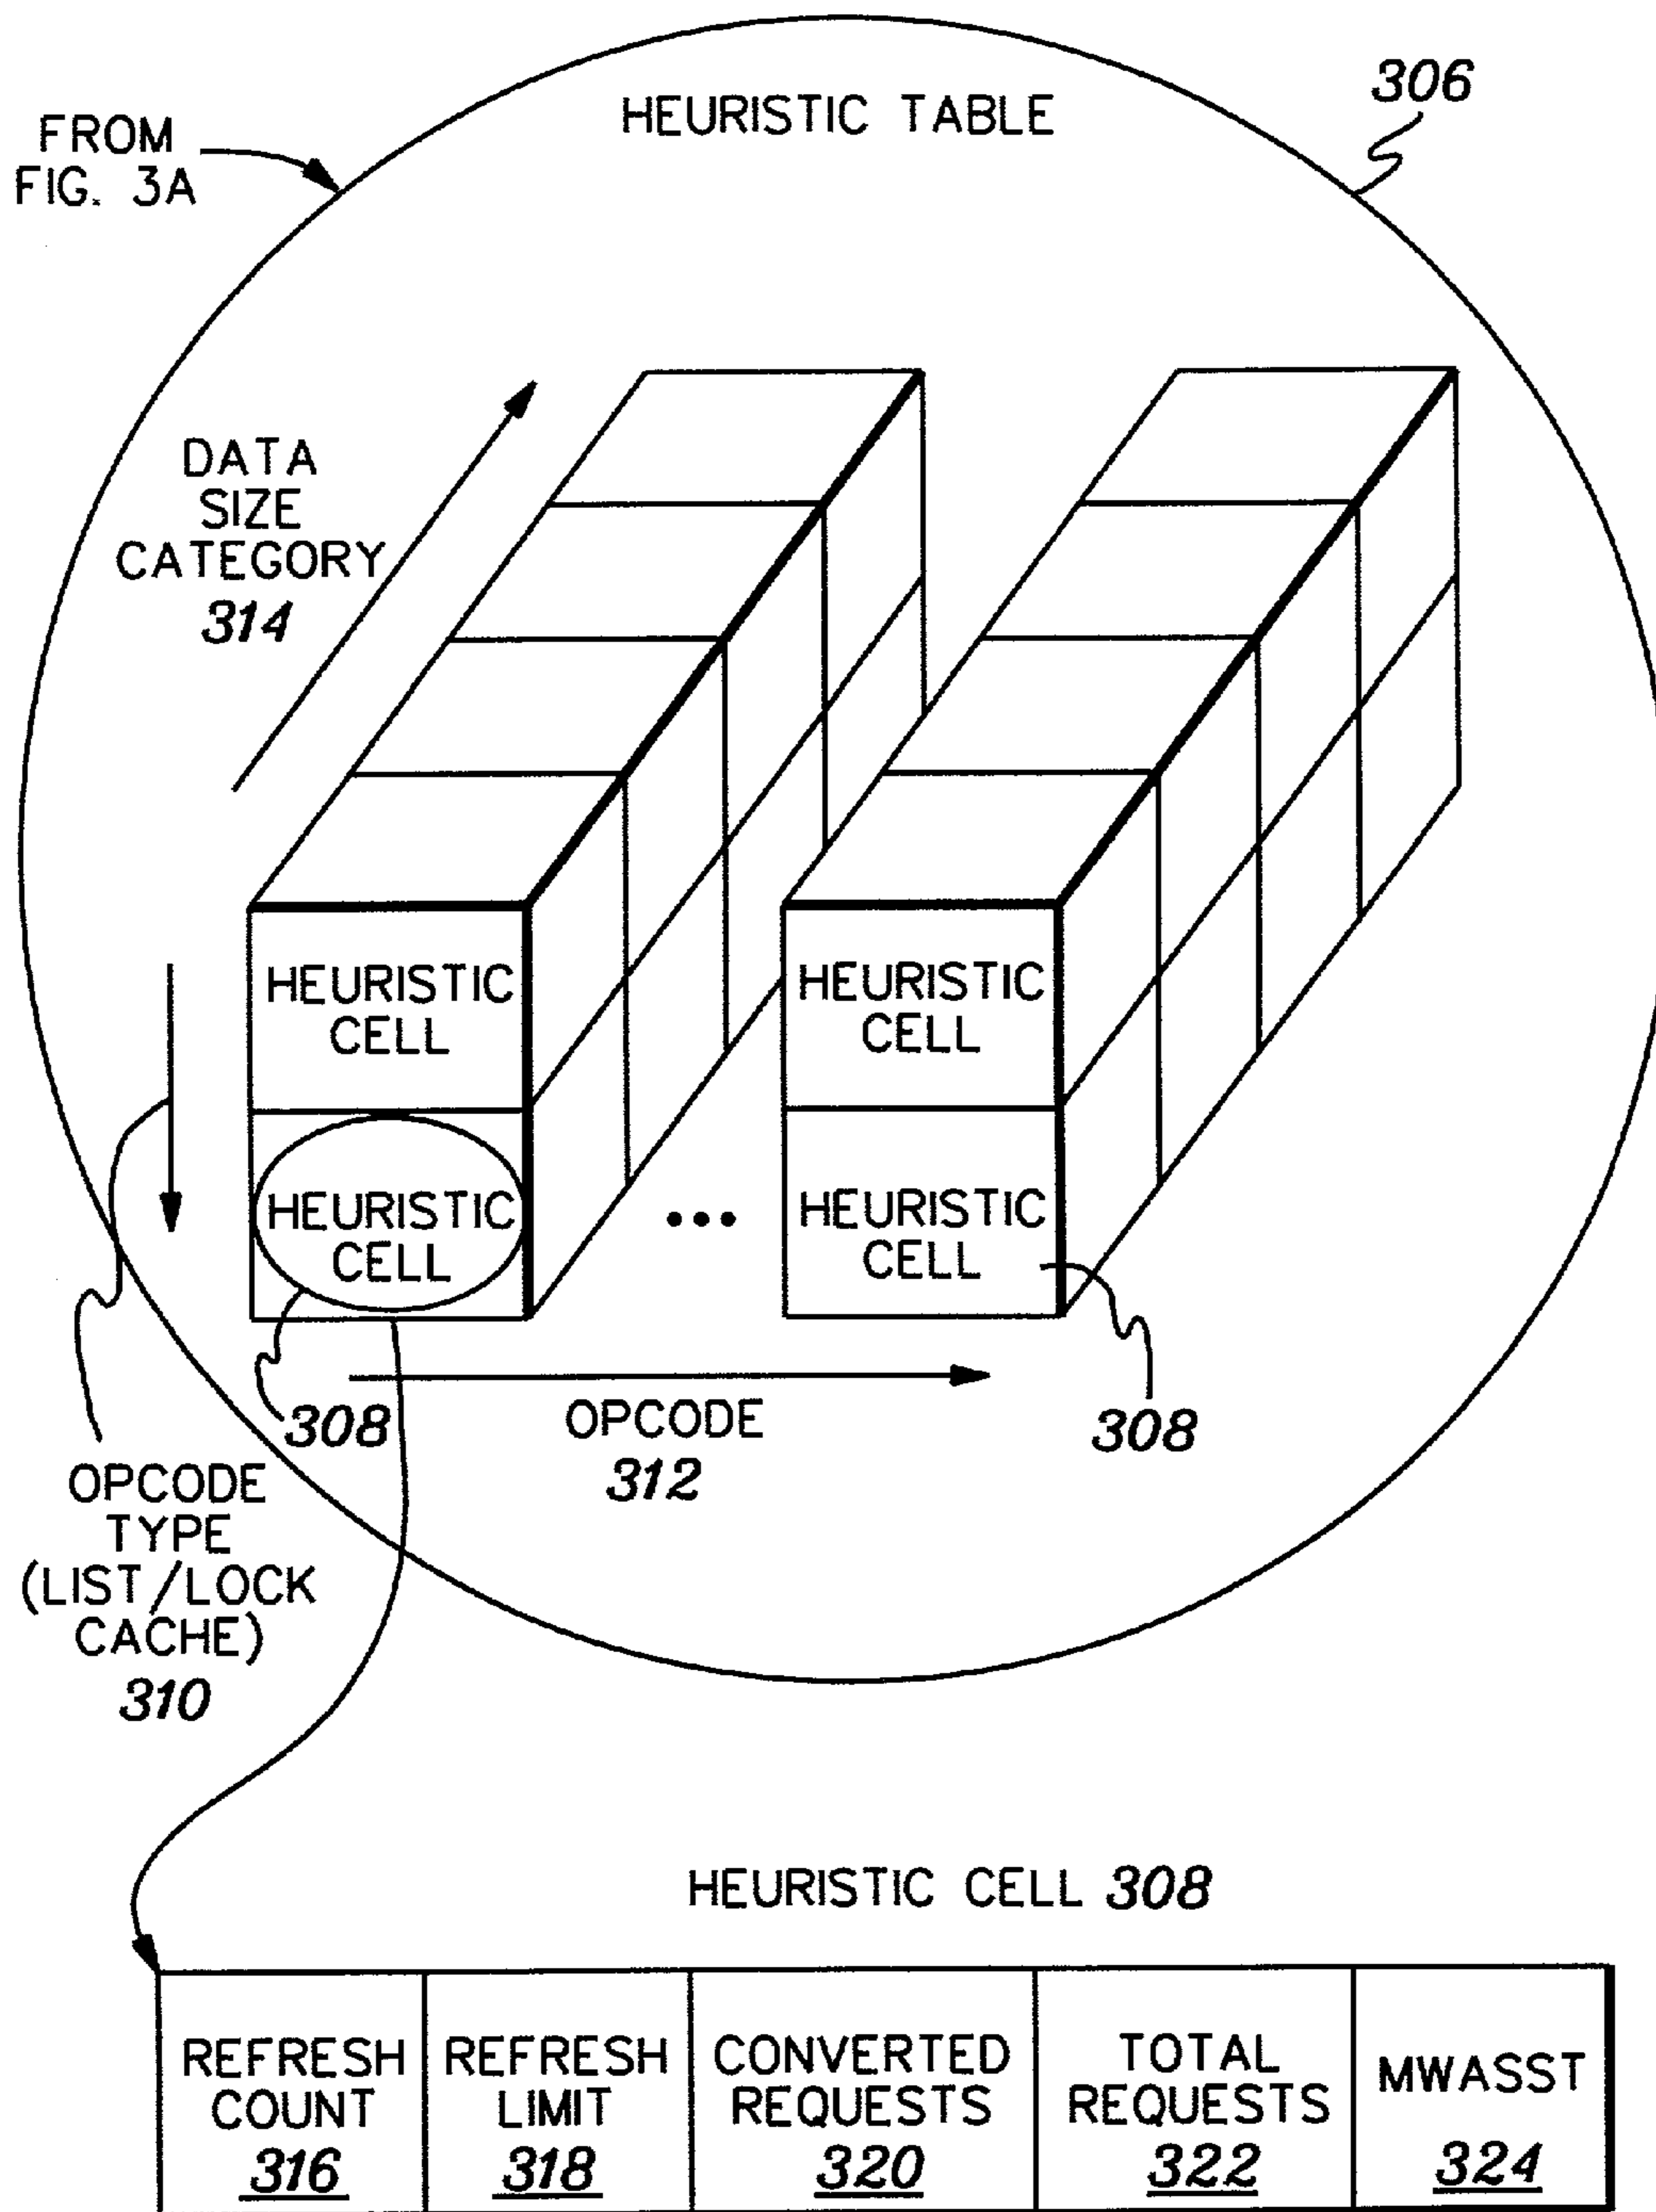 HEURISTIC TABLE
306
FROM
FIG. 3A
DATA
SIZE
CATEGORY
314
HEURISTIC
CELL
HEURISTIC
CELL
HEURISTIC
CELL
...
HEURISTIC
CELL
308
OPCODE
312
308
OPCODE
TYPE
(LIST/LOCK
CACHE)
310
HEURISTIC CELL 308
REFRESH
COUNT
316
REFRESH
LIMIT
318
CONVERTED
REQUESTS
320
TOTAL
REQUESTS
322
MWASST
324